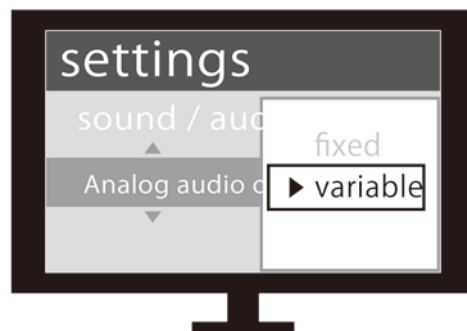 settings
sound / aud
fixed
Analog audio o
variable